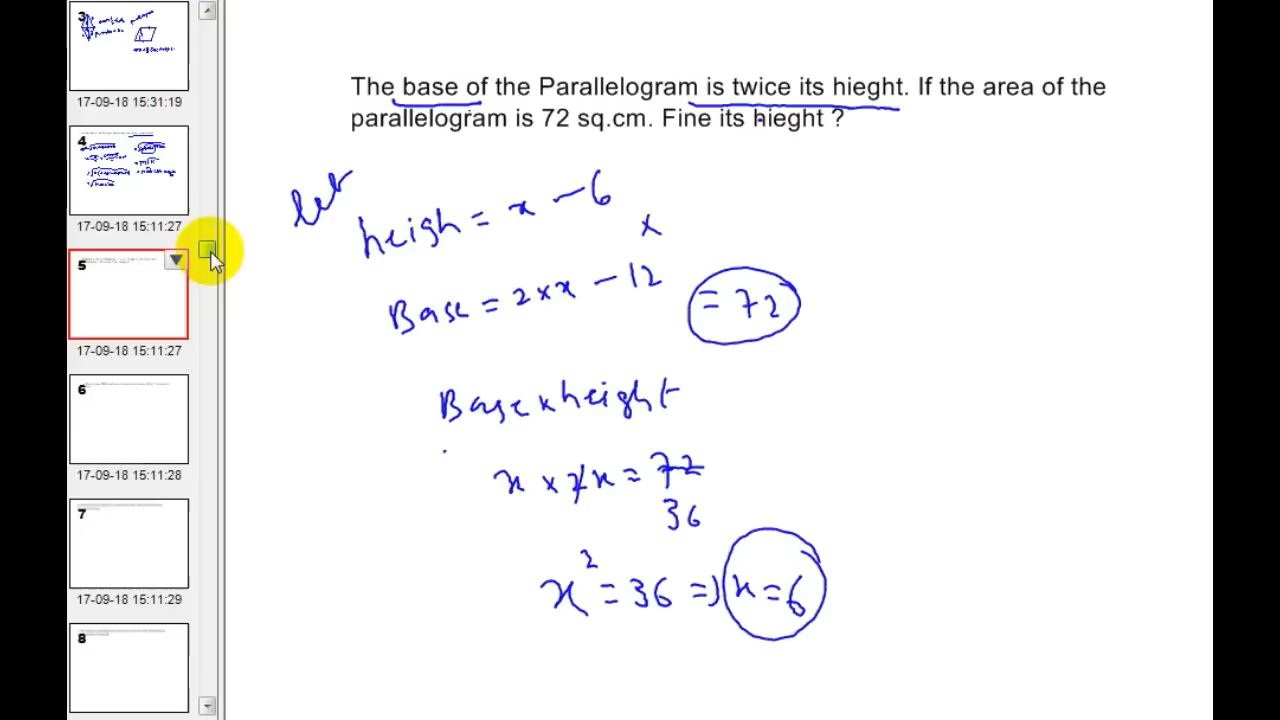 3
17-09-18 15:31:19
4
17-09-18 15:11:27
5
17-09-18 15:11:27
6
17-09-18 15:11:28
7
17-09-18 15:11:29
8
The base of the Parallelogram is twice its hieght. If the area of the
parallelogram is 72 sq.cm. Fine its hieght ?
let
heigh = x - 6
x
Base = 2 x x - 12
= 72
Base x height
x x 2x = 72
36
x² = 36 => x = 6